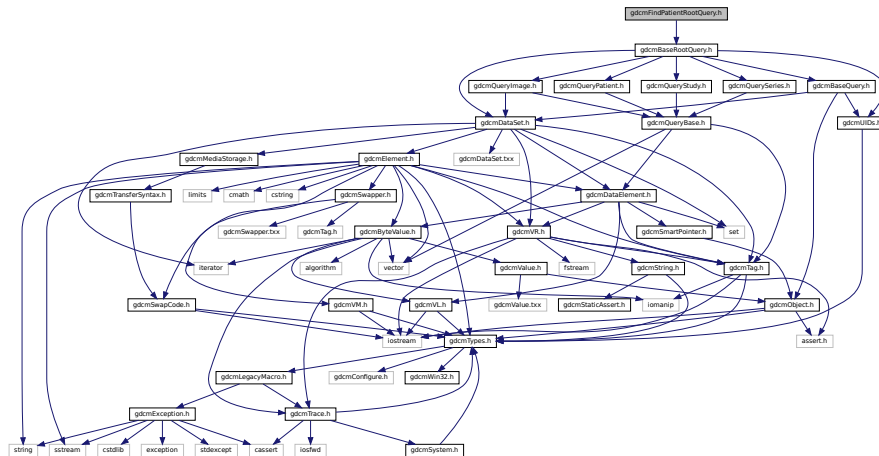 gdcmFindPatientRootQuery.h
gdcmBaseRootQuery.h
gdcmQueryImage.h
gdcmQueryPatient.h
gdcmQueryStudy.h
gdcmQuerySeries.h
gdcmBaseQuery.h
gdcmDataSet.h
gdcmQueryBase.h
gdcmUIDs.h
gdcmMediaStorage.h
gdcmElement.h
gdcmDataSet.txx
gdcmTransferSyntax.h
limits
cmath
cstring
gdcmSwapper.h
gdcmDataElement.h
gdcmSwapper.txx
gdcmTag.h
gdcmByteValue.h
gdcmVR.h
gdcmSmartPointer.h
set
iterator
algorithm
vector
gdcmValue.h
fstream
gdcmString.h
gdcmTag.h
gdcmSwapCode.h
gdcmVM.h
gdcmVL.h
gdcmValue.txx
gdcmStaticAssert.h
iomanip
gdcmObject.h
iostream
gdcmTypes.h
assert.h
gdcmLegacyMacro.h
gdcmConfigure.h
gdcmWin32.h
gdcmException.h
gdcmTrace.h
string
sstream
cstdlib
exception
stdexcept
cassert
iosfwd
gdcmSystem.h